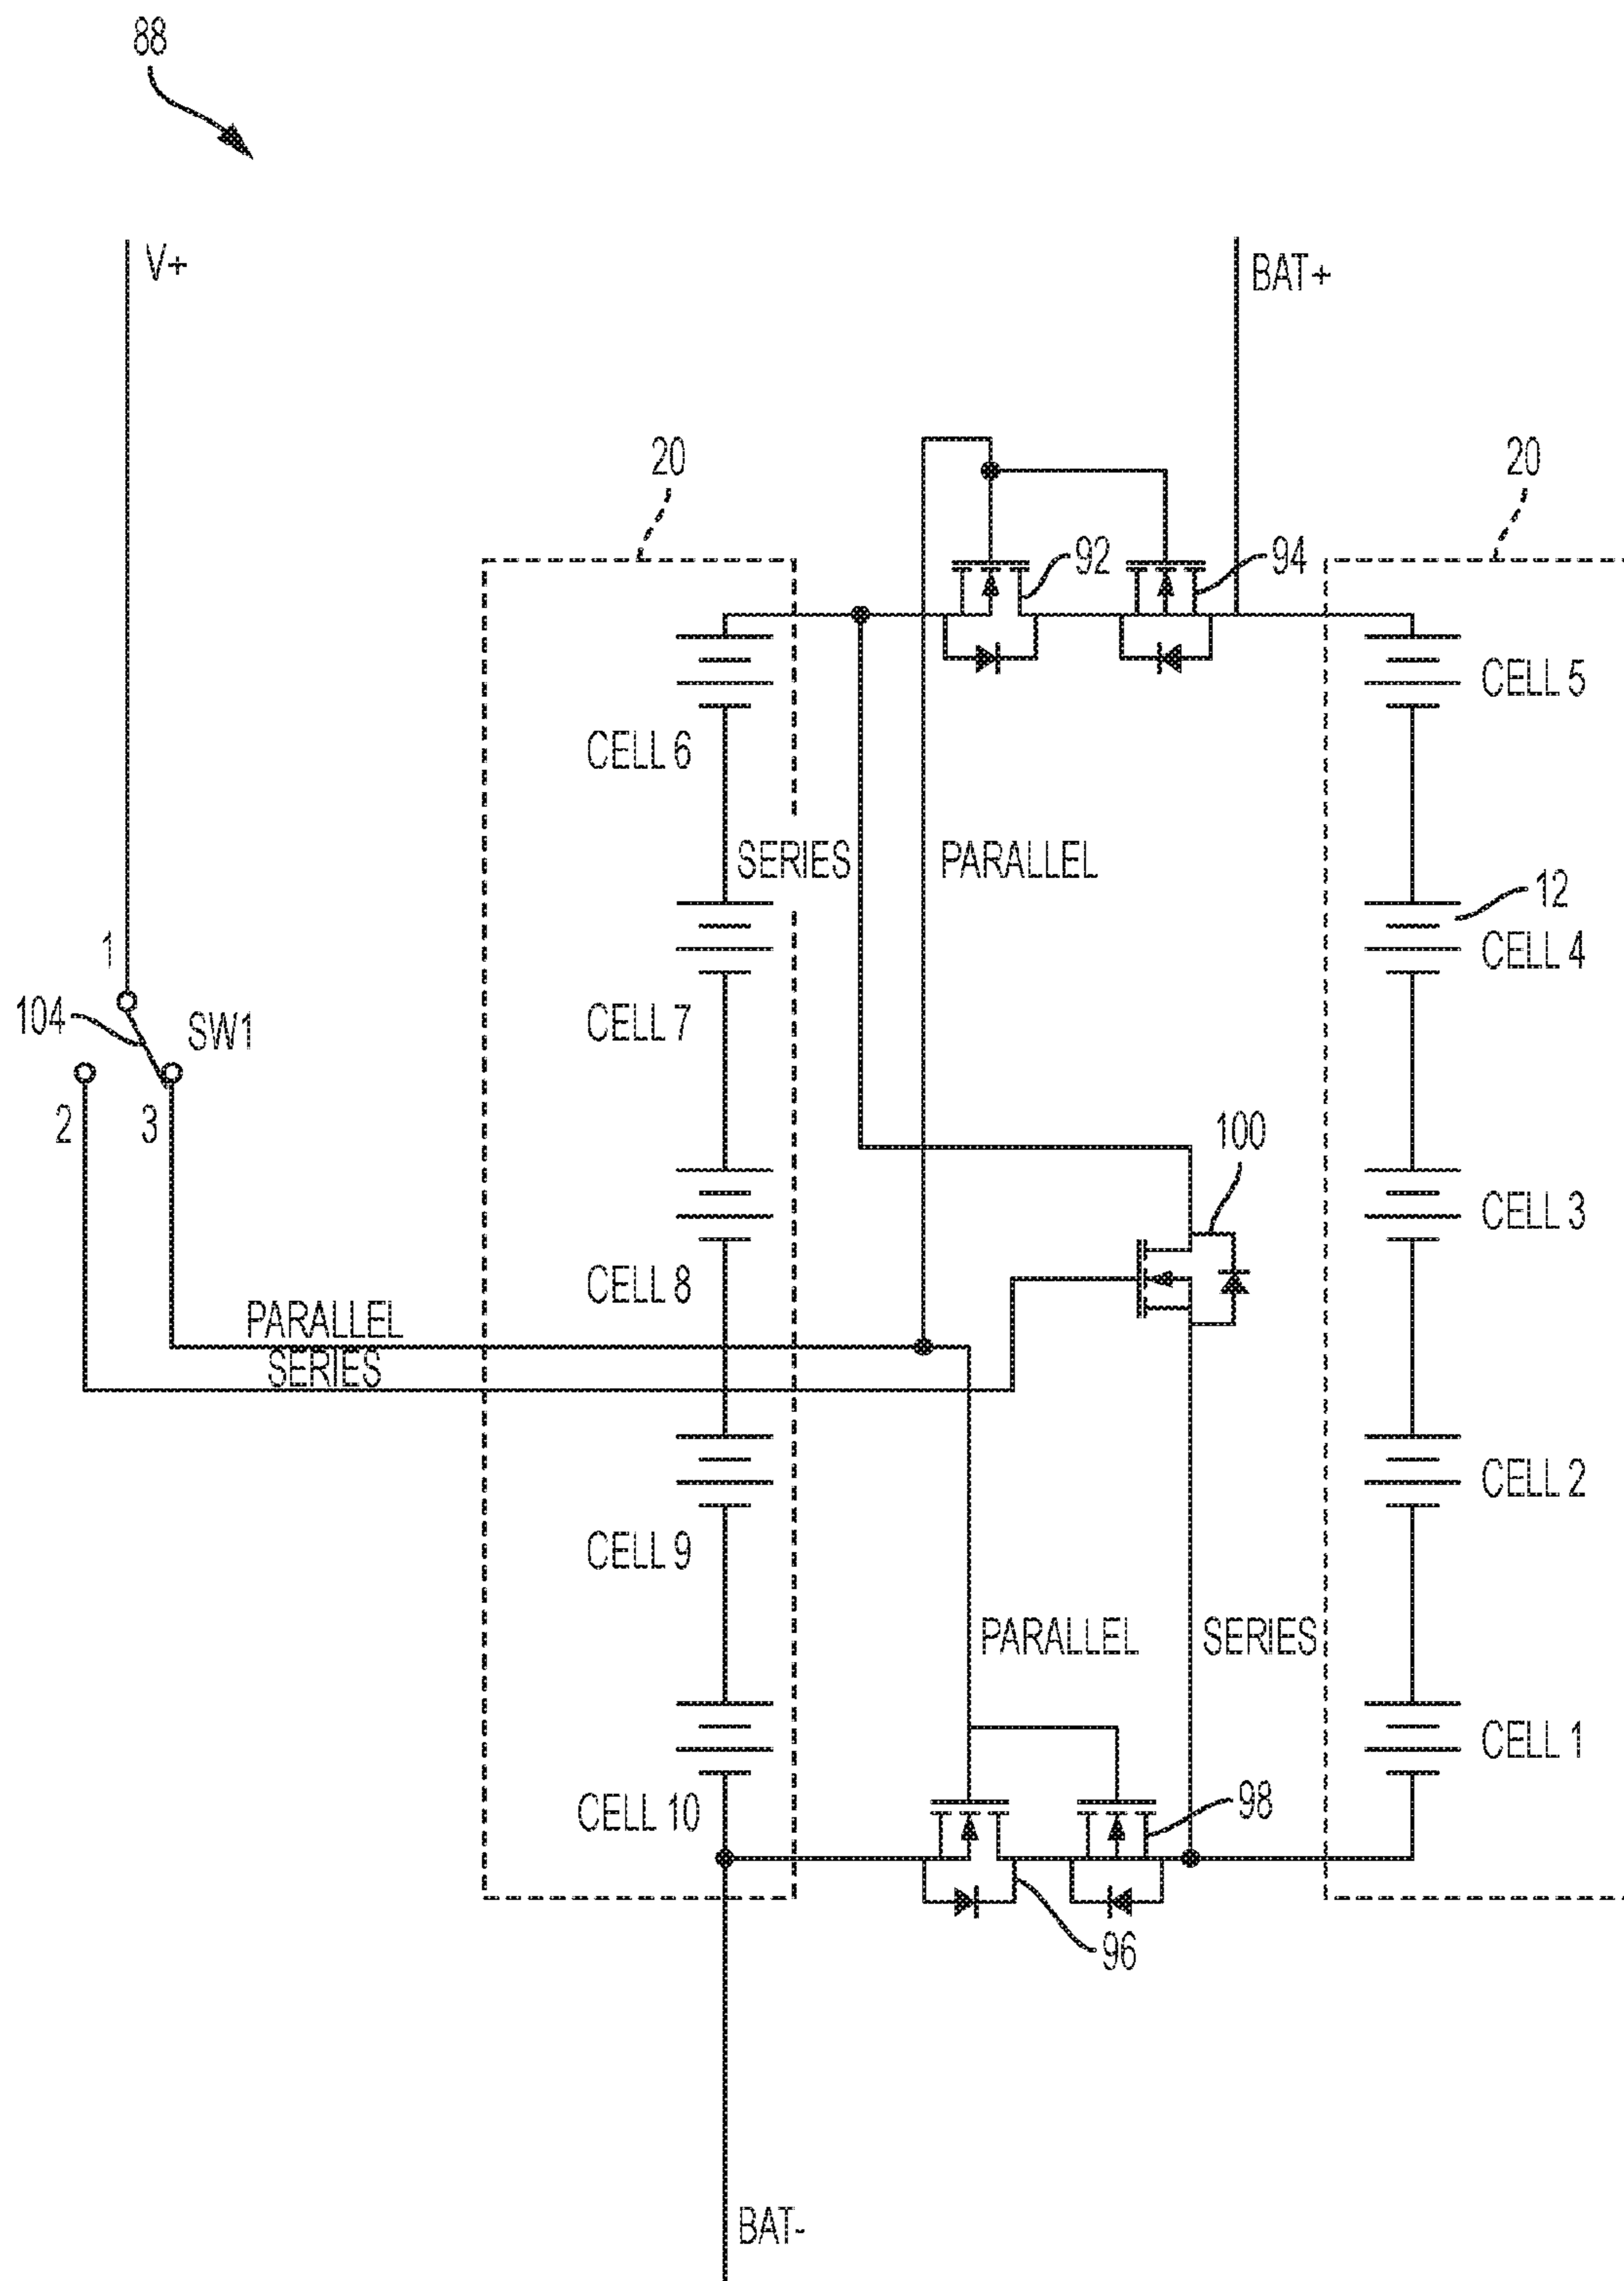 88
V+
BAT+
20
20
92
94
CELL 6
CELL 5
SERIES
PARALLEL
12
CELL 4
1
104
SW1
CELL 7
2
3
100
CELL 3
CELL 8
PARALLEL
SERIES
CELL 2
CELL 9
PARALLEL
SERIES
CELL 1
CELL 10
98
96
BAT-